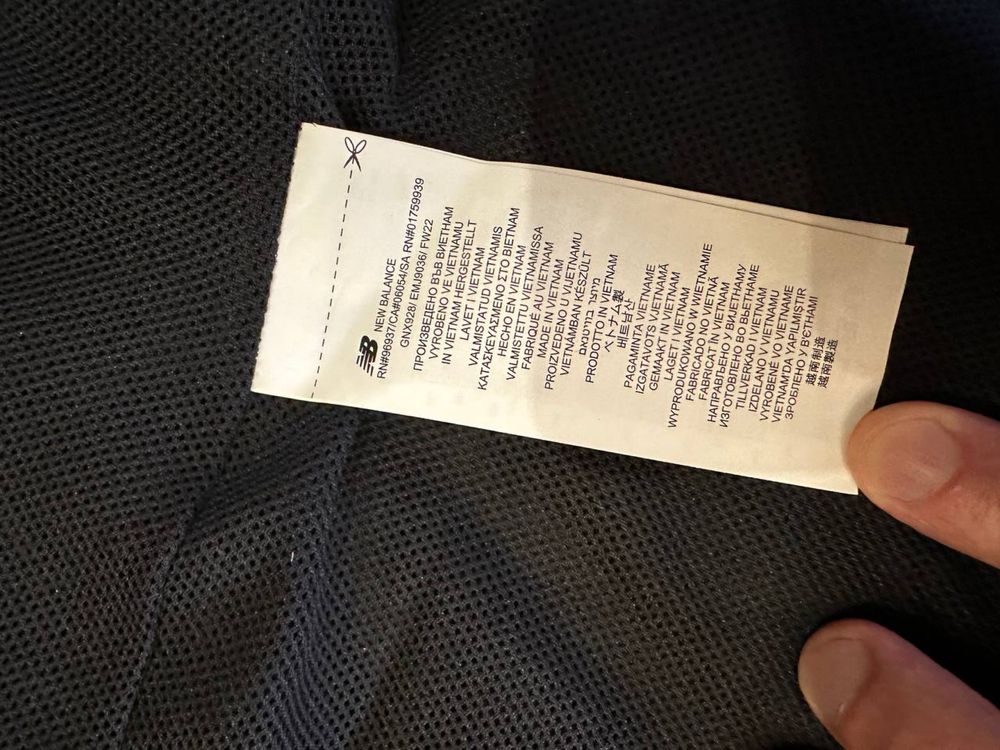 NB NEW BALANCE
RN#96937/CA#06054/SA RN#01759939
GNX928/ EMJ9036/ FW22
ПРОИЗВЕДЕНО ВЪВ ВИЕТНАМ
VYROBENO VE VIETNAMU
IN VIETNAM HERGESTELLT
LAVET I VIETNAM
VALMISTATUD VIETNAMIS
ΚΑΤΑΣΚΕΥΑΣΜΕΝΟ ΣΤΟ ΒΙΕΤΝΑΜ
HECHO EN VIETNAM
VALMISTETTU VIETNAMISSA
FABRIQUÉ AU VIETNAM
MADE IN VIETNAM
PROIZVEDENO U VIJETNAMU
VIETNÁMBAN KÉSZÜLT
מיוצר בוויטנאם
PRODOTTO IN VIETNAM
ベトナム製
베트남산
PAGAMINTA VIETNAME
IZGATAVOTS VJETNAMĀ
GEMAAKT IN VIETNAM
LAGET I VIETNAM
WYPRODUKOWANO W WIETNAMIE
FABRICADO NO VIETNÃ
FABRICAT ÎN VIETNAM
НАПРАВЉЕНО У ВИЈЕТНАМУ
ИЗГОТОВЛЕНО ВО ВЬЕТНАМЕ
TILLVERKAD I VIETNAM
IZDELANO V VIETNAMU
VYROBENÉ VO VIETNAME
VIETNAM'DA YAPILMIŞTIR
ЗРОБЛЕНО У В'ЄТНАМІ
越南制造
越南製造